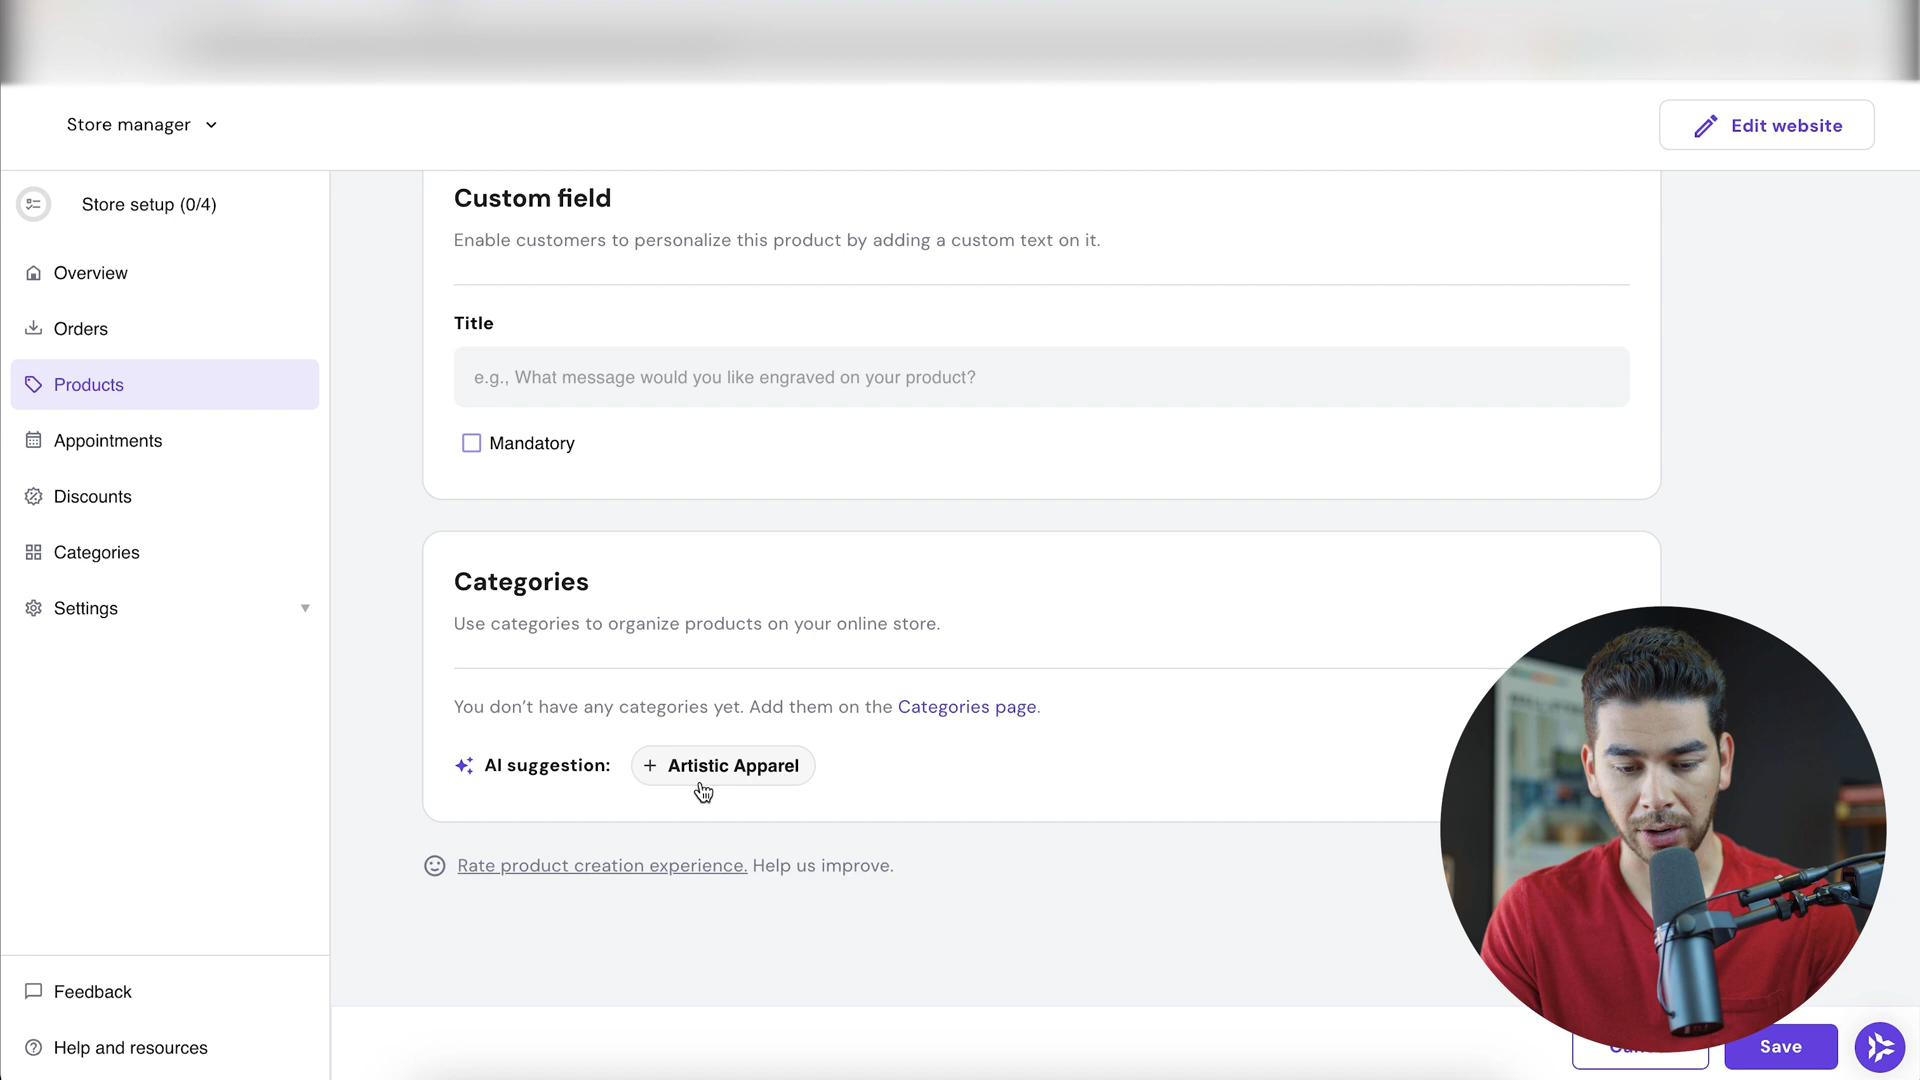 Store manager
Edit website
Store setup (0/4)
Overview
Orders
Products
Appointments
Discounts
Categories
Settings
Feedback
Help and resources
Custom field
Enable customers to personalize this product by adding a custom text on it.
Title
e.g., What message would you like engraved on your product?
Mandatory
Categories
Use categories to organize products on your online store.
You don't have any categories yet. Add them on the Categories page.
AI suggestion: + Artistic Apparel
Rate product creation experience. Help us improve.
Save